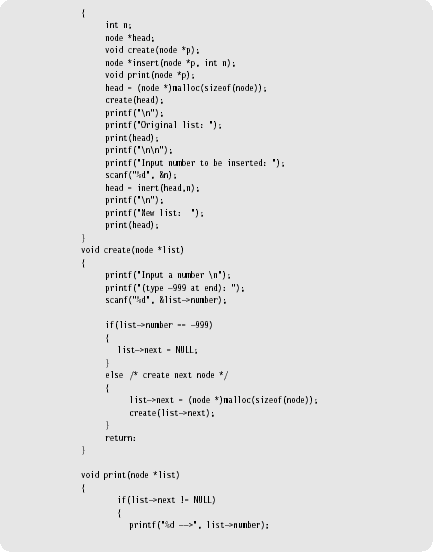 {
int n;
node *head;
void create(node *p);
node *insert(node *p, int n);
void print(node *p);
head = (node *)malloc(sizeof(node));
create(head);
printf("\n");
printf("Original list: ");
print(head);
printf("\n\n");
printf("Input number to be inserted: ");
scanf("%d", &n);
head = inert(head,n);
printf("\n");
printf("New list:  ");
print(head);
}
void create(node *list)
{
printf("Input a number \n");
printf("(type -999 at end): ");
scanf("%d", &list->number);
if(list->number == -999)
{
list->next = NULL;
}
else /* create next node */
{
list->next = (node *)malloc(sizeof(node));
create(list->next);
}
return:
}
void print(node *list)
{
if(list->next != NULL)
{
printf("%d -->", list->number);